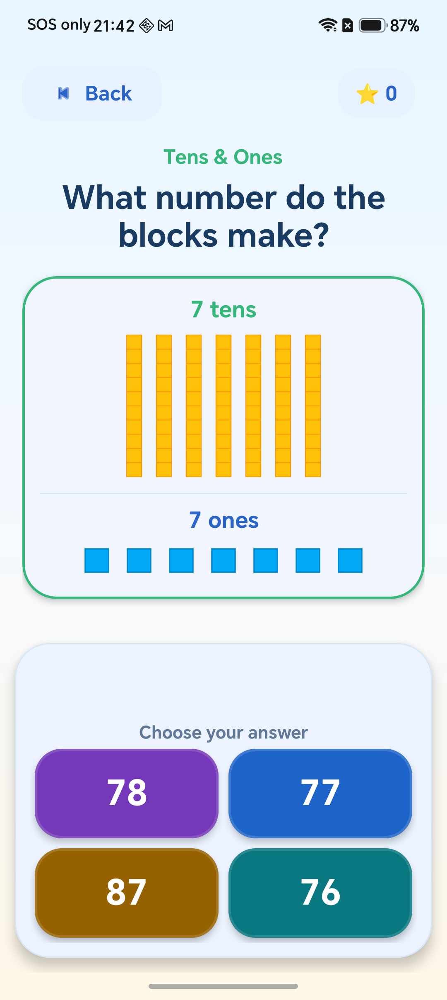 SOS only 21:42 87%
Back
0
Tens & Ones
What number do the
blocks make?
7 tens
7 ones
Choose your answer
78 77
87 76